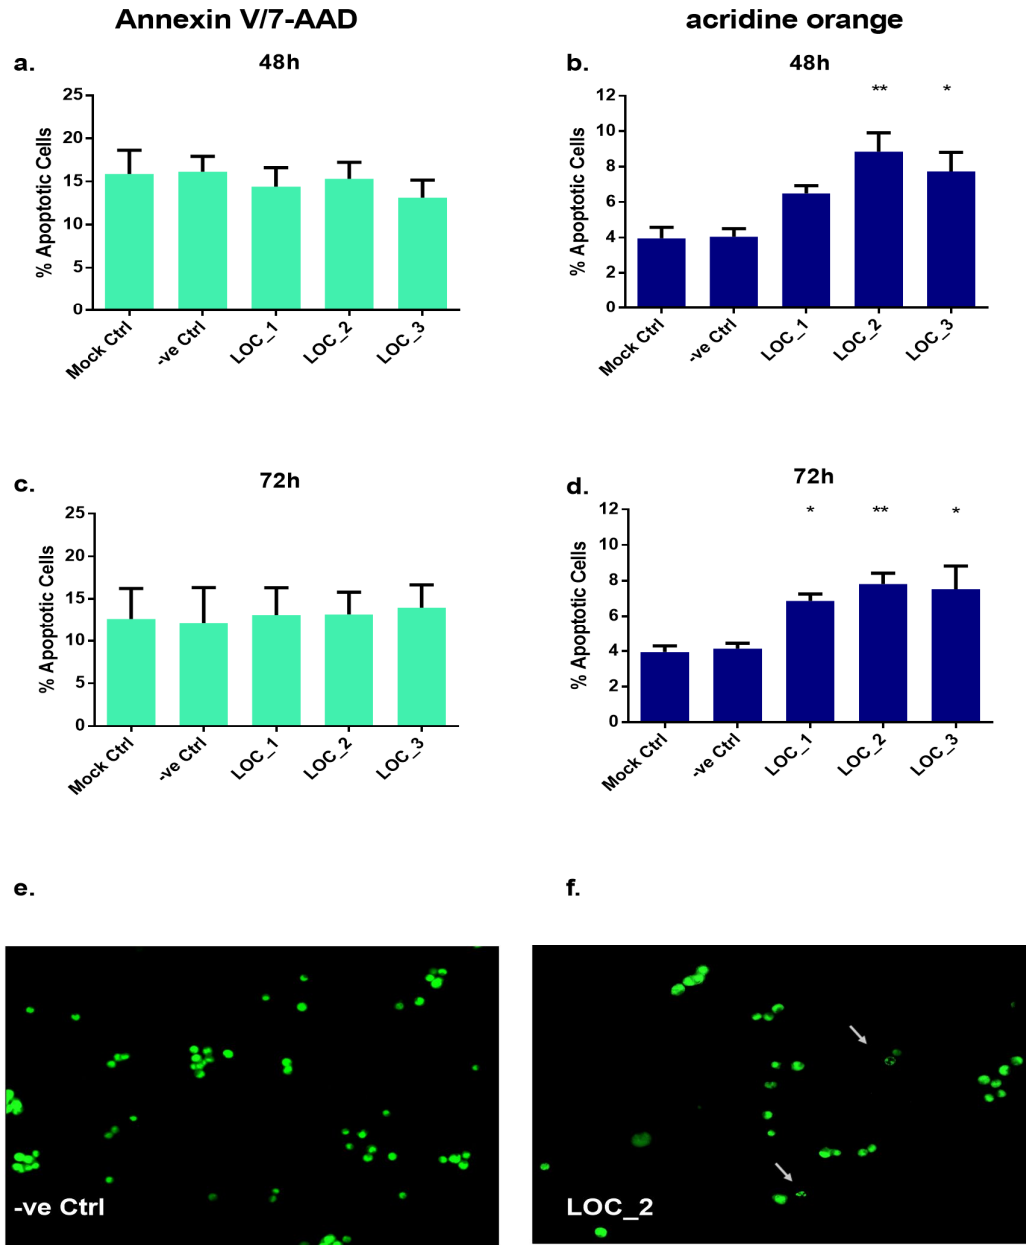 Annexin V/7-AAD
acridine orange
a.
48h
% Apoptotic Cells
25
20
15
10
5
0
Mock Ctrl
-ve Ctrl
LOC_1
LOC_2
LOC_3
b.
48h
** *
% Apoptotic Cells
12
10
8
6
4
2
0
Mock Ctrl
-ve Ctrl
LOC_1
LOC_2
LOC_3
c.
72h
% Apoptotic Cells
25
20
15
10
5
0
Mock Ctrl
-ve Ctrl
LOC_1
LOC_2
LOC_3
d.
72h
* ** *
% Apoptotic Cells
12
10
8
6
4
2
0
Mock Ctrl
-ve Ctrl
LOC_1
LOC_2
LOC_3
e.
-ve Ctrl
f.
LOC_2